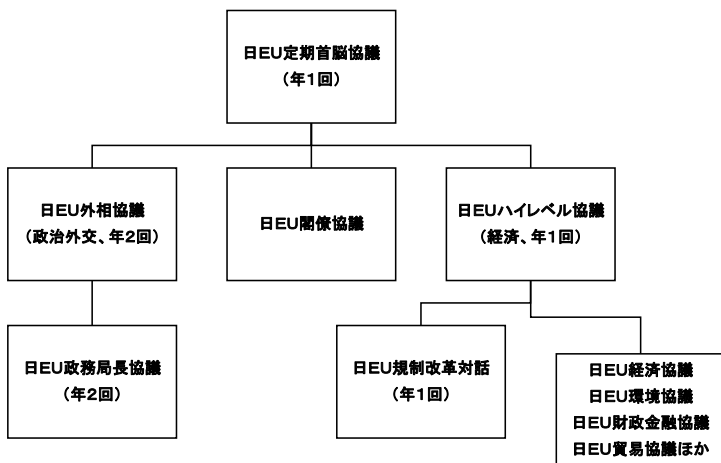 日EU定期首脳協議
（年1回）
日EU外相協議
（政治外交、年2回）
日EU閣僚協議
日EUハイレベル協議
（経済、年1回）
日EU政務局長協議
（年2回）
日EU規制改革対話
（年1回）
日EU経済協議
日EU環境協議
日EU財政金融協議
日EU貿易協議ほか